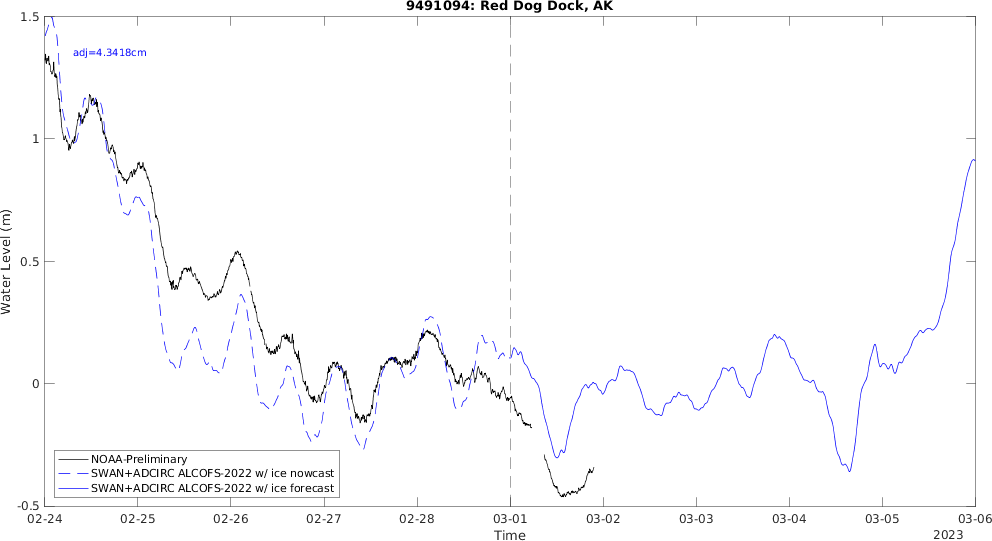 9491094: Red Dog Dock, AK
adj=4.3418cm
Water Level (m)
1.5
1
0.5
0
-0.5
NOAA-Preliminary
SWAN+ADCIRC ALCOFS-2022 w/ ice nowcast
SWAN+ADCIRC ALCOFS-2022 w/ ice forecast
02-24 02-25 02-26 02-27 02-28 03-01 03-02 03-03 03-04 03-05 03-06
Time
2023